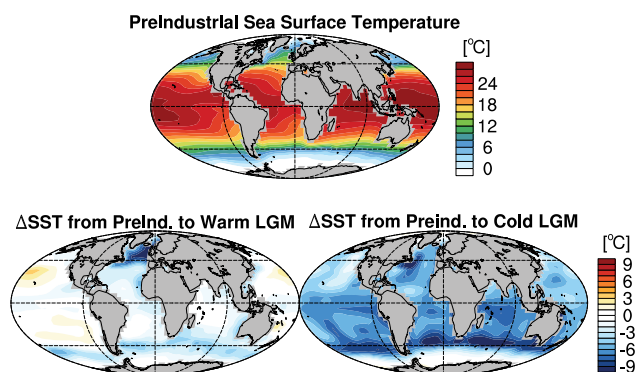 PreIndustrial Sea Surface Temperature
[°C]
24
18
12
6
0
ΔSST from PreInd. to Warm LGM
ΔSST from Preind. to Cold LGM
[°C]
9
6
3
0
-3
-6
-9